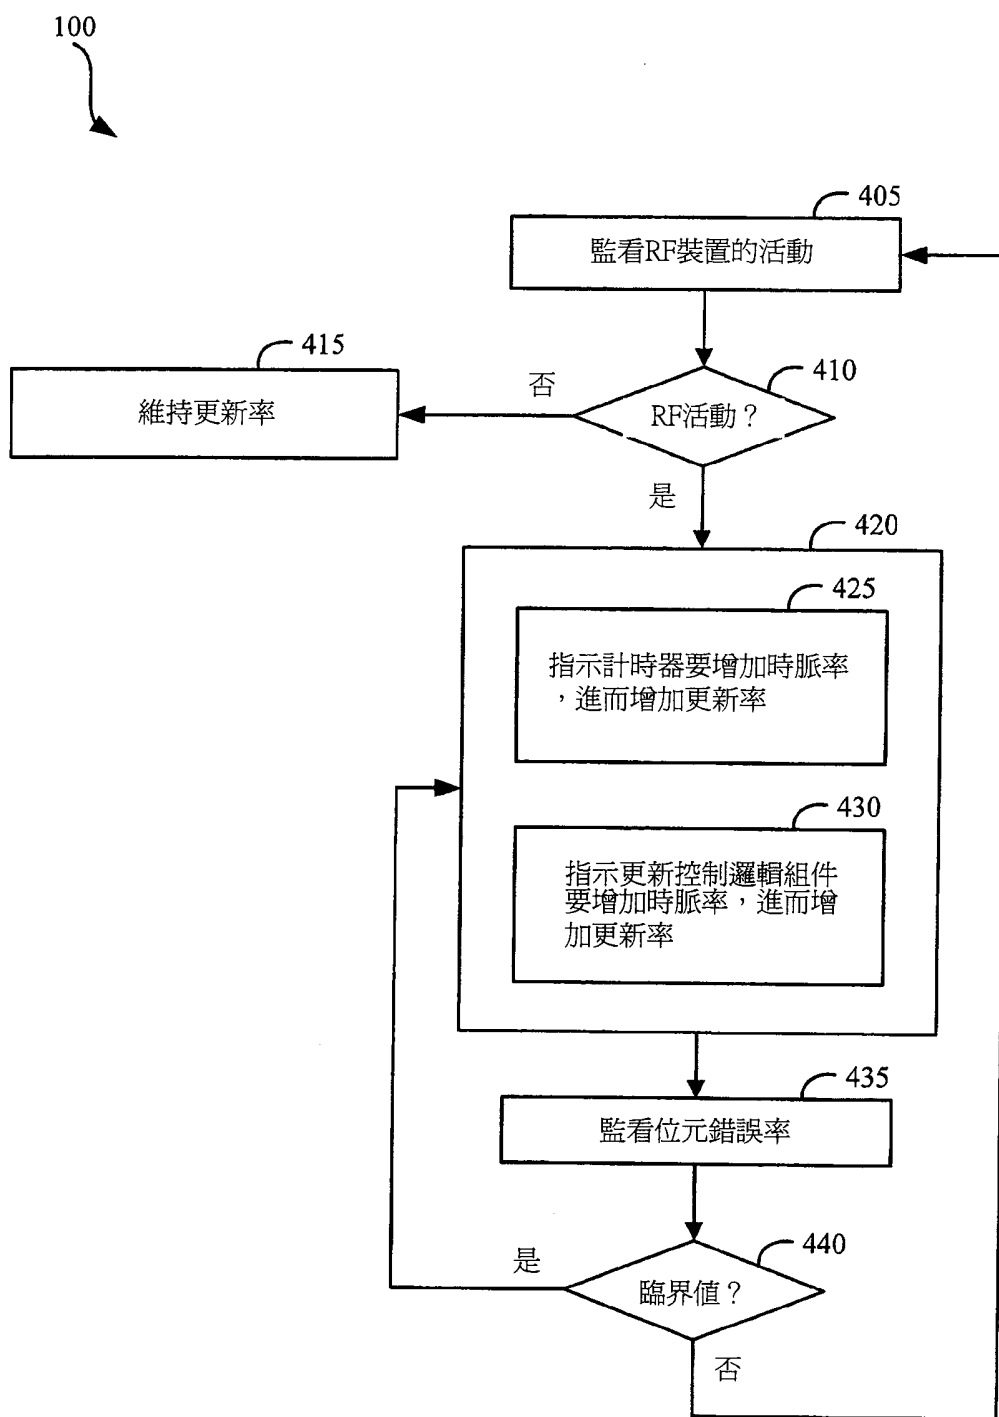 100
405
監看RF裝置的活動
415
維持更新率
否
410
RF活動？
是
420
425
指示計時器要增加時脈率
，進而增加更新率
430
指示更新控制邏輯組件
要增加時脈率，進而增
加更新率
435
監看位元錯誤率
440
是
臨界值？
否